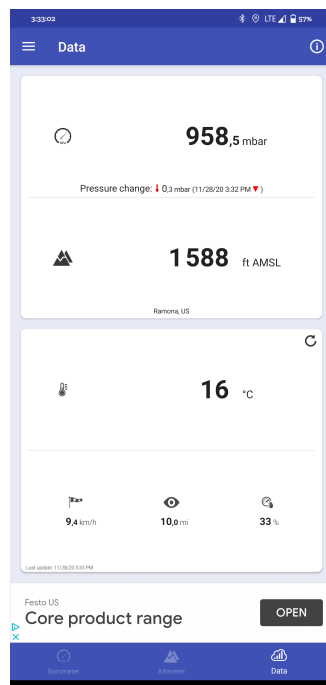 3:33:02 LTE 57%
Data
958,5 mbar
Pressure change: 0,3 mbar (11/28/20 3:32 PM )
1 588 ft AMSL
Ramona, US
16 °C
9,4 km/h 10,0 mi 33 %
Last update: 11/28/20 3:33 PM
Festo US
Core product range
OPEN
Barometer Altimeter Data